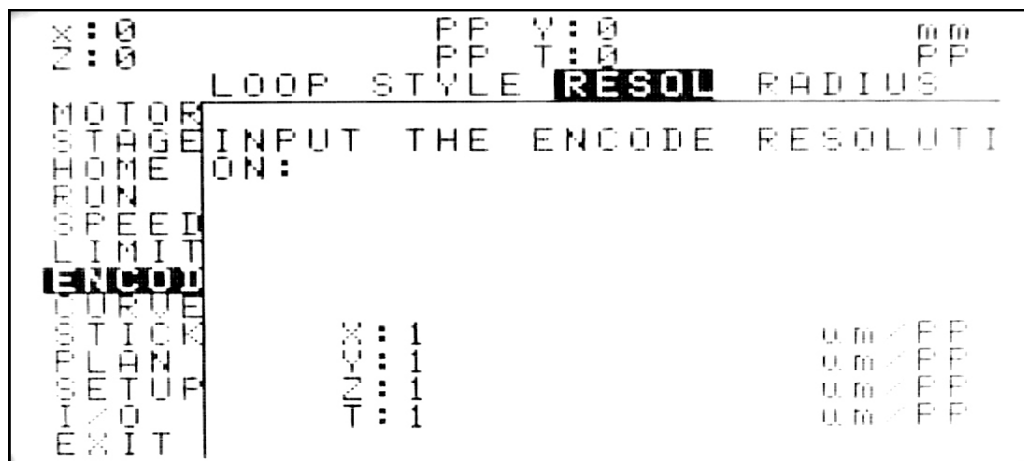 X:0 PP Y:0 mm
Z:0 PP T:0 PP
LOOP STYLE RESOL RADIUS
MOTOR
STAGE
HOME
RUN
SPEED
LIMIT
ENCOD
CURVE
STICK
PLAN
SETUP
I/O
EXIT
INPUT THE ENCODE RESOLUTI
ON:
X:1 um/PP
Y:1 um/PP
Z:1 um/PP
T:1 um/PP